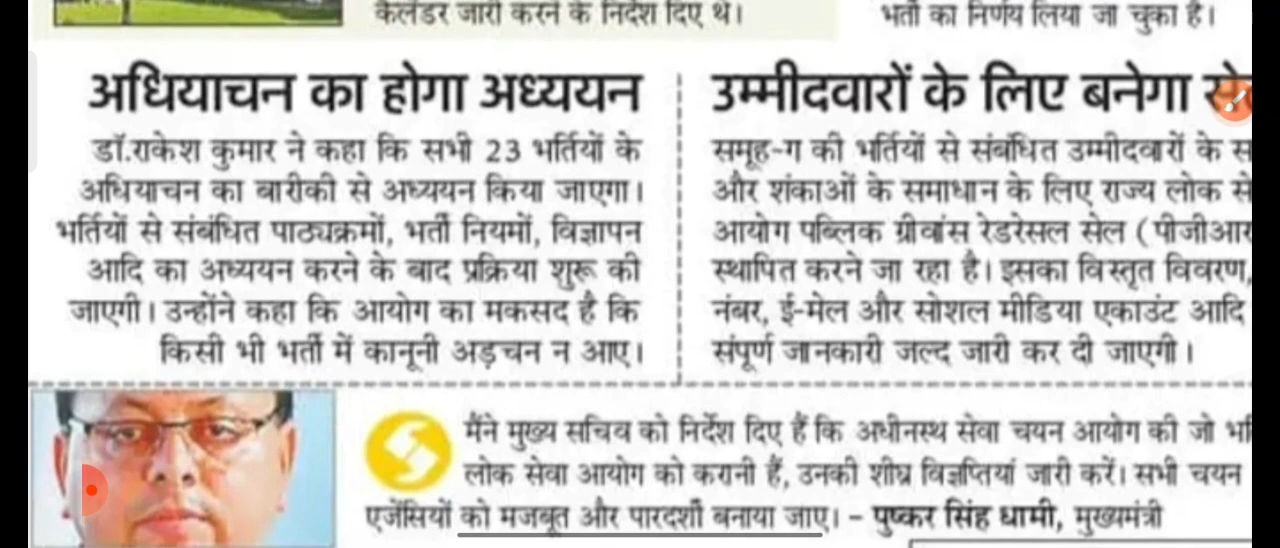 कैलेंडर जारी करने के निर्देश दिए थे।
भर्ती का निर्णय लिया जा चुका है।
अधियाचन का होगा अध्ययन
डॉ.राकेश कुमार ने कहा कि सभी 23 भर्तियों के
अधियाचन का बारीकी से अध्ययन किया जाएगा।
भर्तियों से संबंधित पाठ्यक्रमों, भर्ती नियमों, विज्ञापन
आदि का अध्ययन करने के बाद प्रक्रिया शुरू की
जाएगी। उन्होंने कहा कि आयोग का मकसद है कि
किसी भी भर्ती में कानूनी अड़चन न आए।
उम्मीदवारों के लिए बनेगा
समूह-ग की भर्तियों से संबंधित उम्मीदवारों के
और शंकाओं के समाधान के लिए राज्य लोक से
आयोग पब्लिक ग्रीवांस रेडरेसल सेल (पीजीआर
स्थापित करने जा रहा है। इसका विस्तृत विवरण,
नंबर, ई-मेल और सोशल मीडिया एकाउंट आदि
संपूर्ण जानकारी जल्द जारी कर दी जाएगी।
मैंने मुख्य सचिव को निर्देश दिए हैं कि अधीनस्थ सेवा चयन आयोग की जो
लोक सेवा आयोग को करानी हैं, उनकी शीघ्र विज्ञप्तियां जारी करें। सभी चयन
एजेंसियों को मजबूत और पारदर्शी बनाया जाए। – पुष्कर सिंह धामी, मुख्यमंत्री